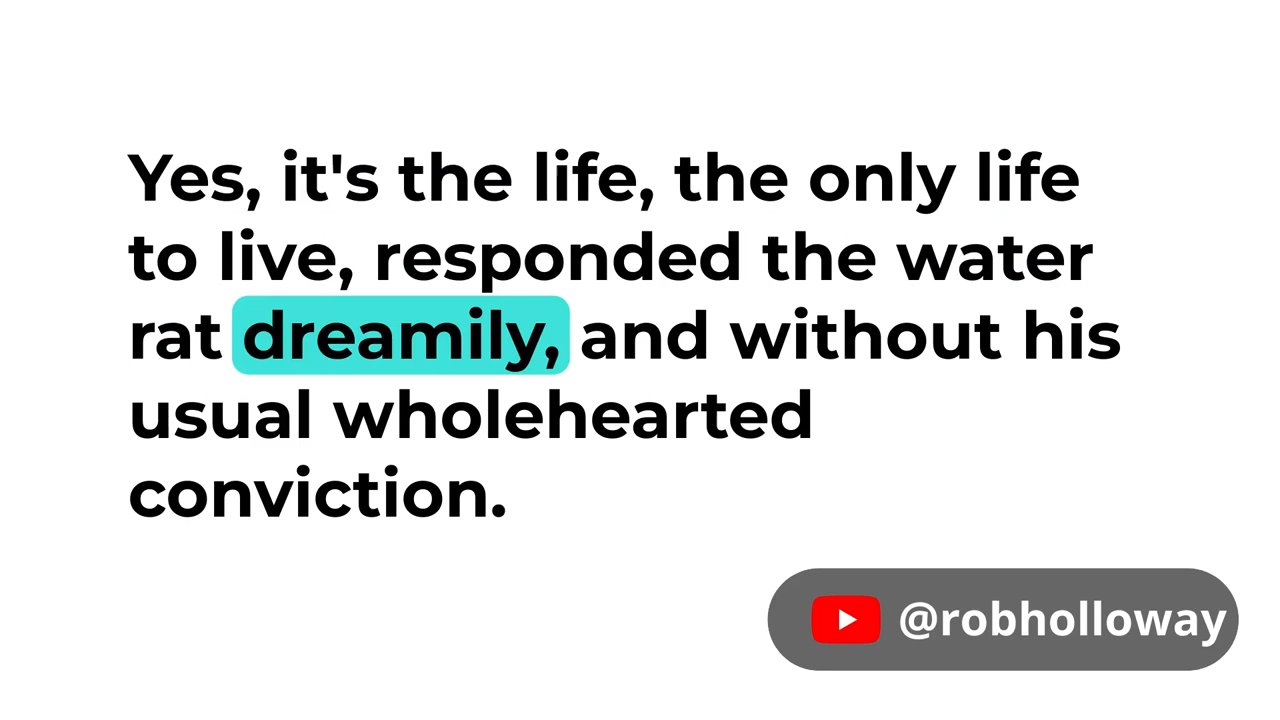 Yes, it's the life, the only life
to live, responded the water
rat dreamily, and without his
usual wholehearted
conviction.
@robholloway